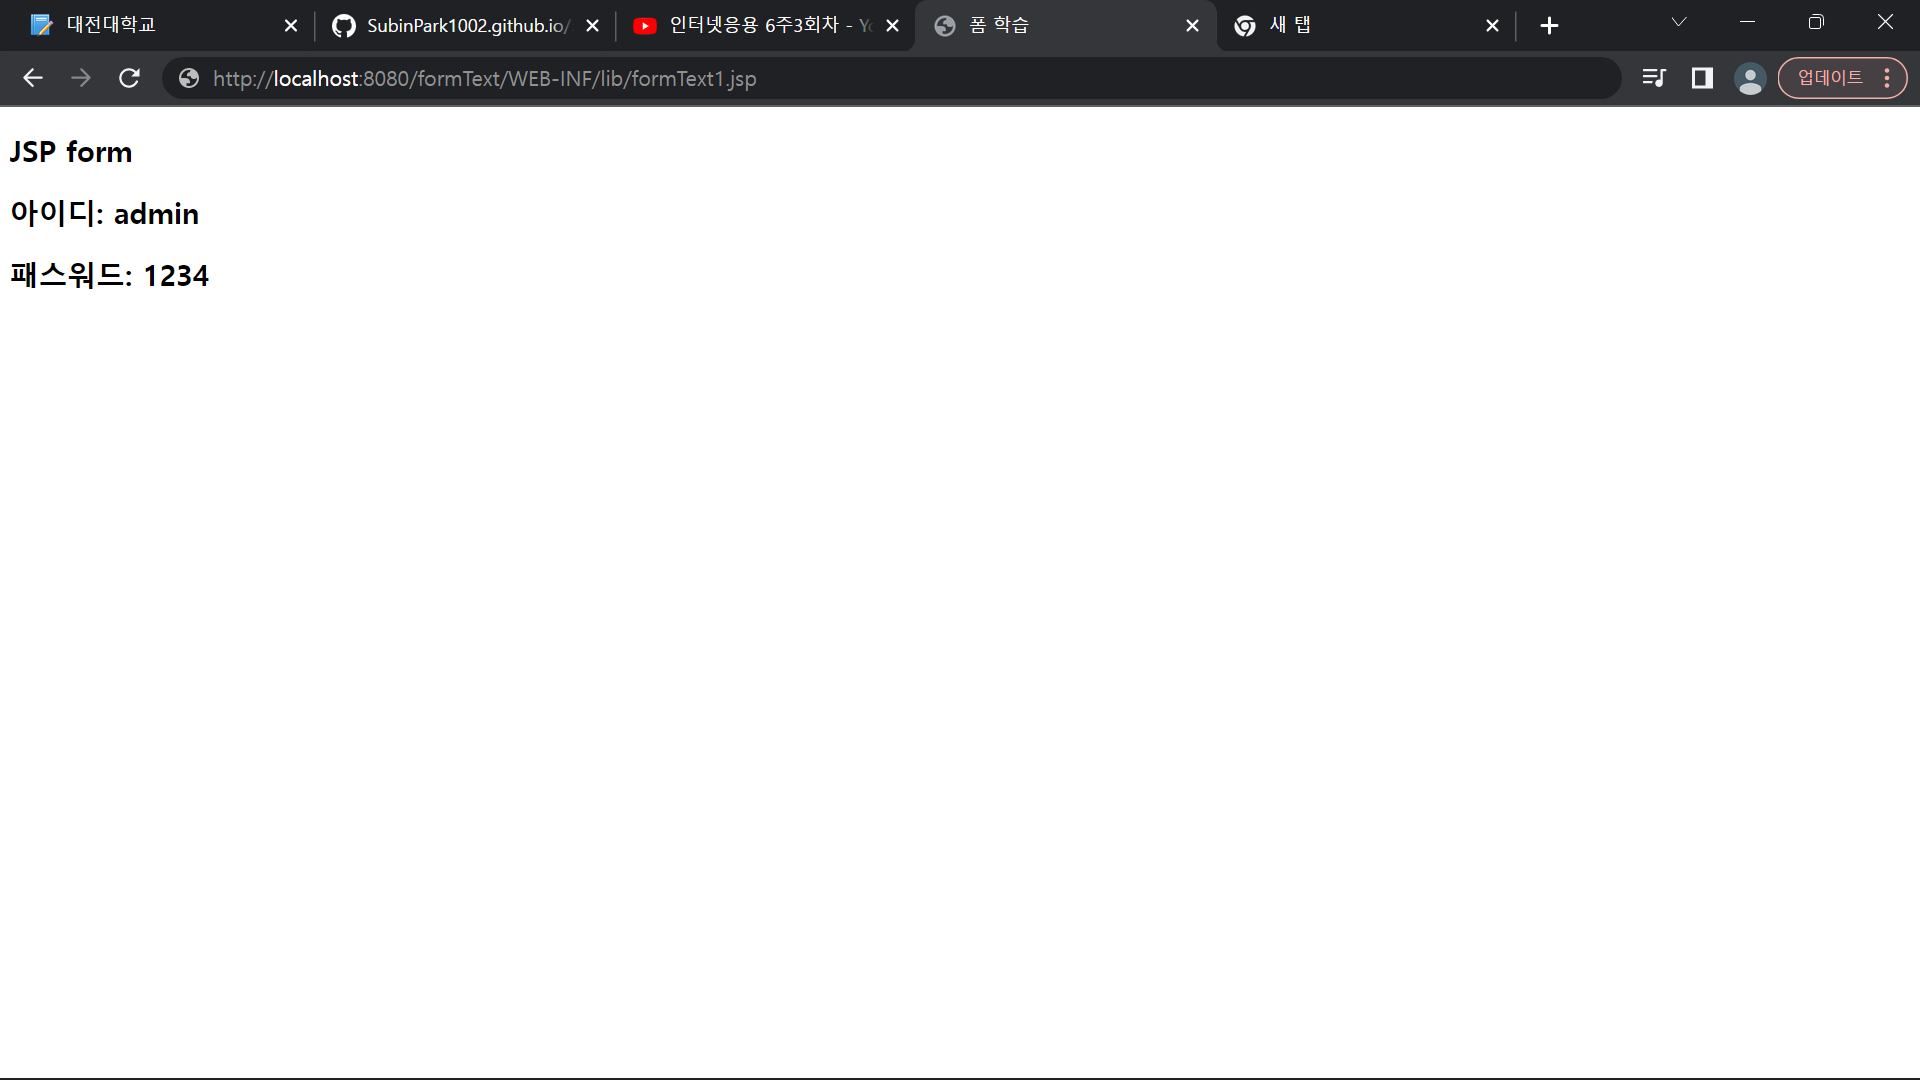 대전대학교
SubinPark1002.github.io/
인터넷응용 6주3회차 - Yo
폼 학습
새 탭
http://localhost:8080/formText/WEB-INF/lib/formText1.jsp
업데이트
JSP form
아이디: admin
패스워드: 1234